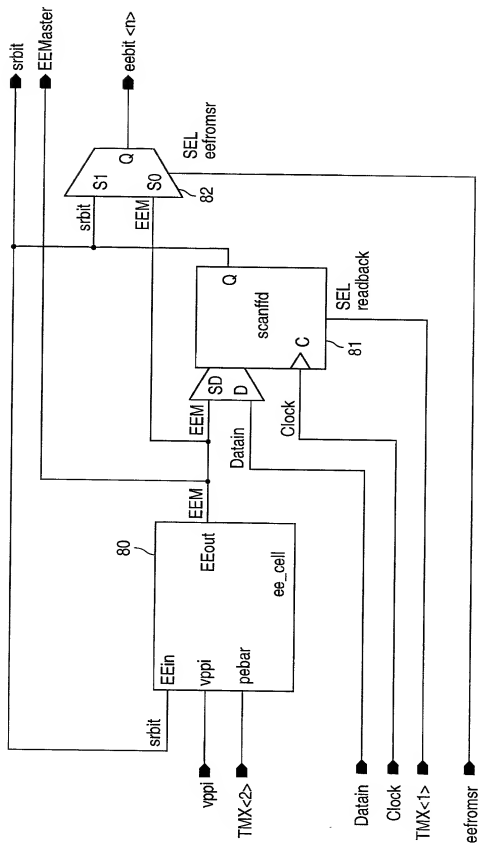 srbit
EEMaster
eebit <n>
srbit
S1
Q
EEM
S0
SEL
eefromsr
82
Q
scanffd
SEL
readback
81
C
EEM
SD
D
Datain
Clock
EEM
80
EEout
ee_cell
EEin
vppi
pebar
srbit
vppi
TMX<2>
Datain
Clock
TMX<1>
eefromsr